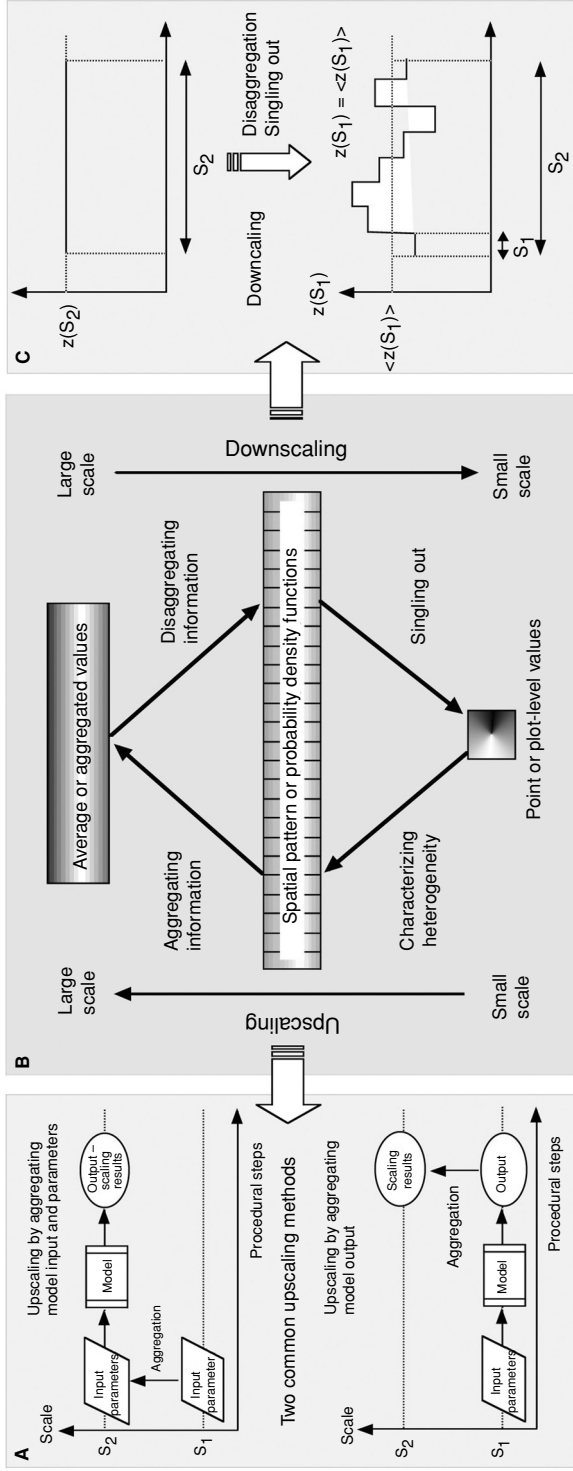 A
Scale
S2
S1
Input
parameters
Model
Output –
scaling
results
Aggregation
Input
parameter
Upscaling by aggregating
model input and parameters
Procedural steps
Two common upscaling methods
Scale
S2
S1
Input
parameters
Model
Output
Aggregation
Scaling
results
Upscaling by aggregating
model output
Procedural steps
B
Large
scale
Upscaling
Small
scale
Average or aggregated values
Aggregating
information
Disaggregating
information
Spatial pattern or probability density functions
Characterizing
heterogeneity
Singling out
Point or plot-level values
Large
scale
Downscaling
Small
scale
C
z(S2)
S2
Downcaling
Disaggregation
Singling out
z(S1)
<z(S1)>
z(S1) = <z(S1)>
S1
S2